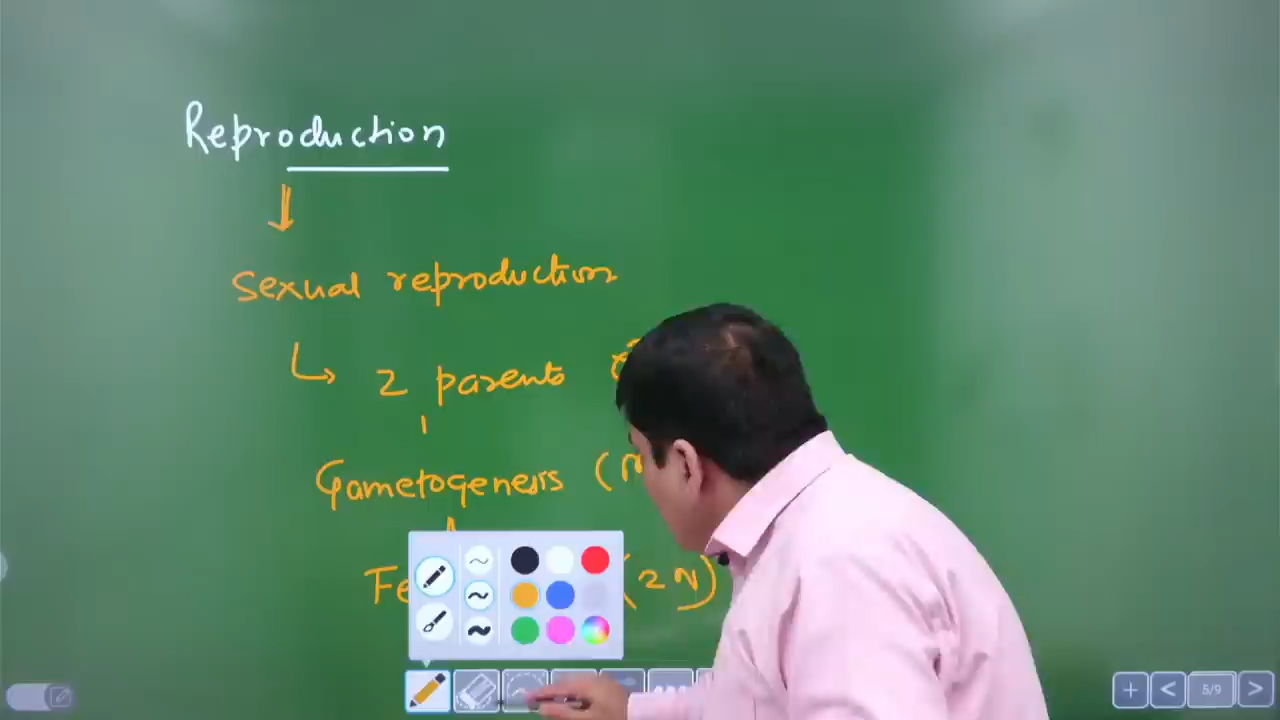 Reproduction
Sexual reproduction
2 parents
Gametogenesis
(2n)
5/9